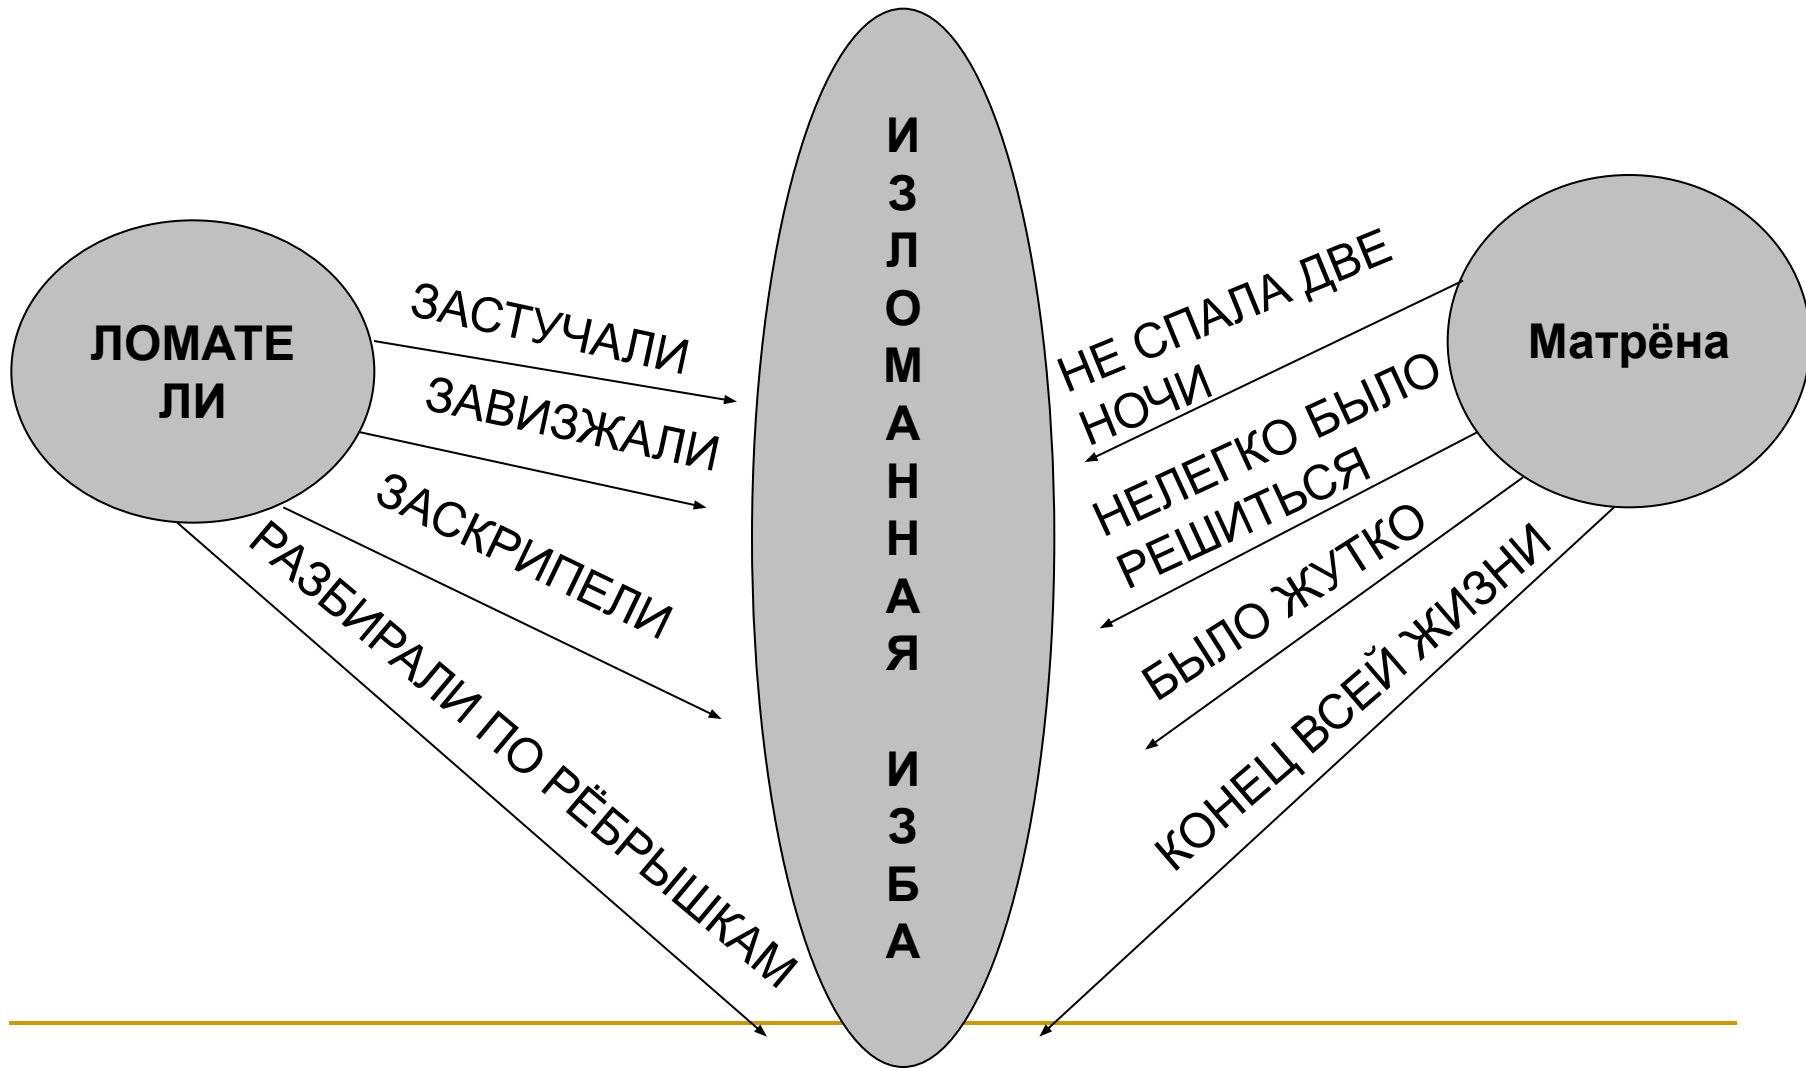 ЛОМАТЕ
ЛИ
ЗАСТУЧАЛИ
ЗАВИЗЖАЛИ
ЗАСКРИПЕЛИ
РАЗБИРАЛИ ПО РЁБРЫШКАМ
И
З
Л
О
М
А
Н
Н
А
Я
И
З
Б
А
Матрёна
НЕ СПАЛА ДВЕ
НОЧИ
НЕЛЕГКО БЫЛО
РЕШИТЬСЯ
БЫЛО ЖУТКО
КОНЕЦ ВСЕЙ ЖИЗНИ